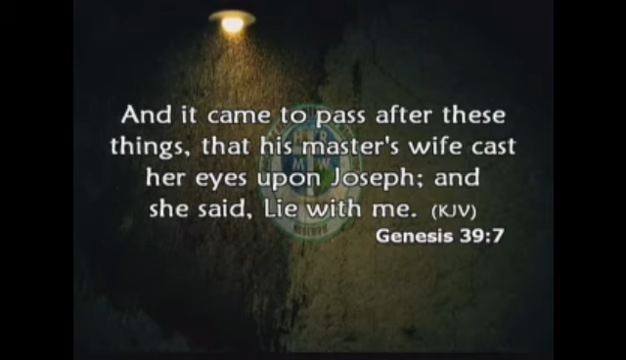 And it came to pass after these
things, that his master's wife cast
her eyes upon Joseph; and
she said, Lie with me. (KJV)
Genesis 39:7